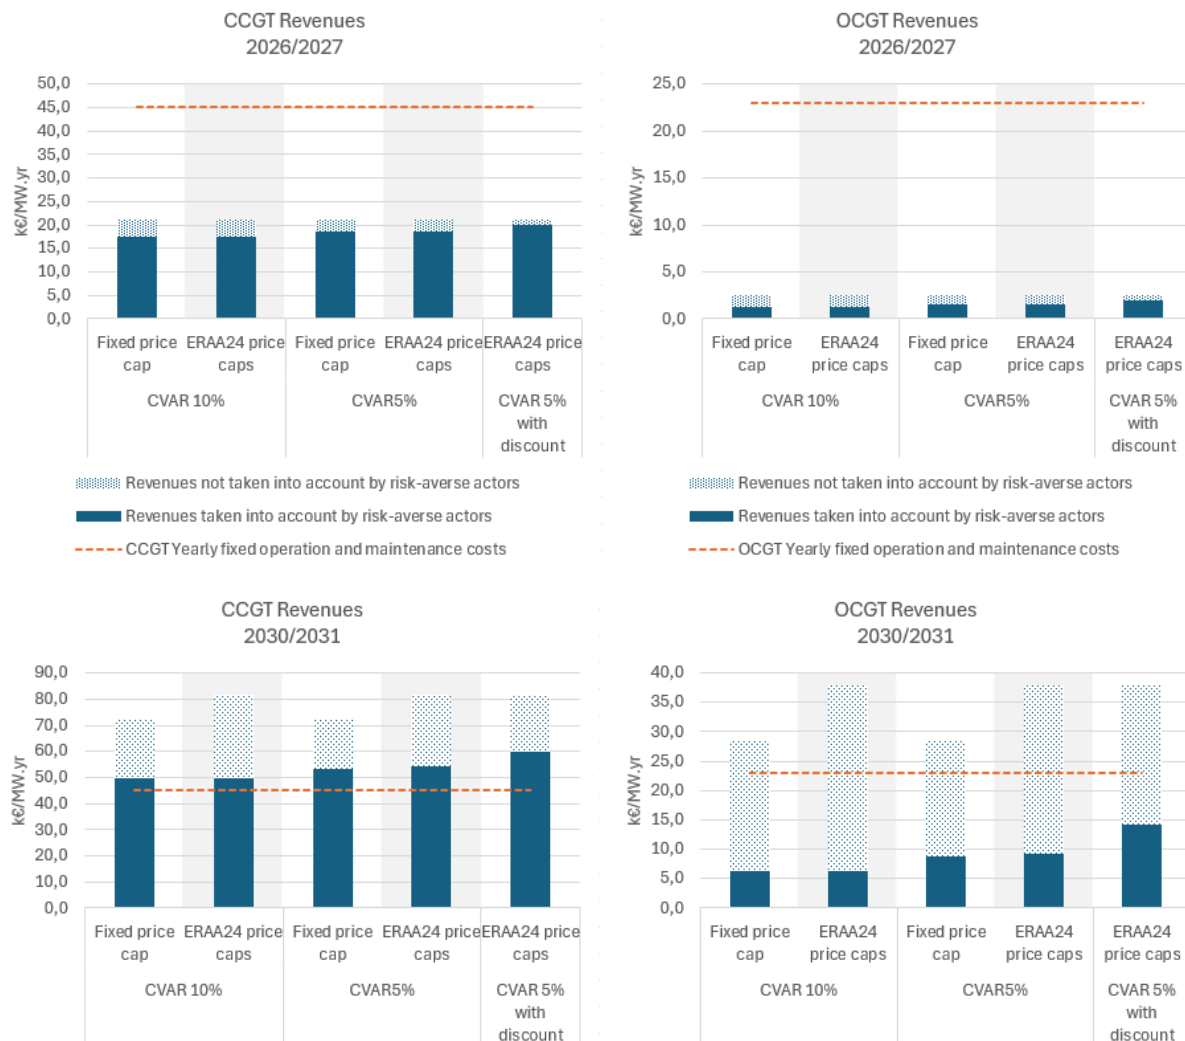 CCGT Revenues
2026/2027
50,0
45,0
40,0
35,0
30,0
25,0
20,0
15,0
10,0
5,0
0,0
k€/MW.yr
Fixed price cap
ERAA24 price caps
Fixed price cap
ERAA24 price caps
ERAA24 price caps
CVAR 10%
CVAR5%
CVAR 5% with discount
Revenues not taken into account by risk-averse actors
Revenues taken into account by risk-averse actors
CCGT Yearly fixed operation and maintenance costs
OCGT Revenues
2026/2027
25,0
20,0
15,0
10,0
5,0
0,0
k€/MW.yr
Fixed price cap
ERAA24 price caps
Fixed price cap
ERAA24 price caps
ERAA24 price caps
CVAR 10%
CVAR5%
CVAR 5% with discount
Revenues not taken into account by risk-averse actors
Revenues taken into account by risk-averse actors
OCGT Yearly fixed operation and maintenance costs
CCGT Revenues
2030/2031
90,0
80,0
70,0
60,0
50,0
40,0
30,0
20,0
10,0
0,0
k€/MW.yr
Fixed price cap
ERAA24 price caps
Fixed price cap
ERAA24 price caps
ERAA24 price caps
CVAR 10%
CVAR5%
CVAR 5% with discount
OCGT Revenues
2030/2031
40,0
35,0
30,0
25,0
20,0
15,0
10,0
5,0
0,0
k€/MW.yr
Fixed price cap
ERAA24 price caps
Fixed price cap
ERAA24 price caps
ERAA24 price caps
CVAR 10%
CVAR5%
CVAR 5% with discount